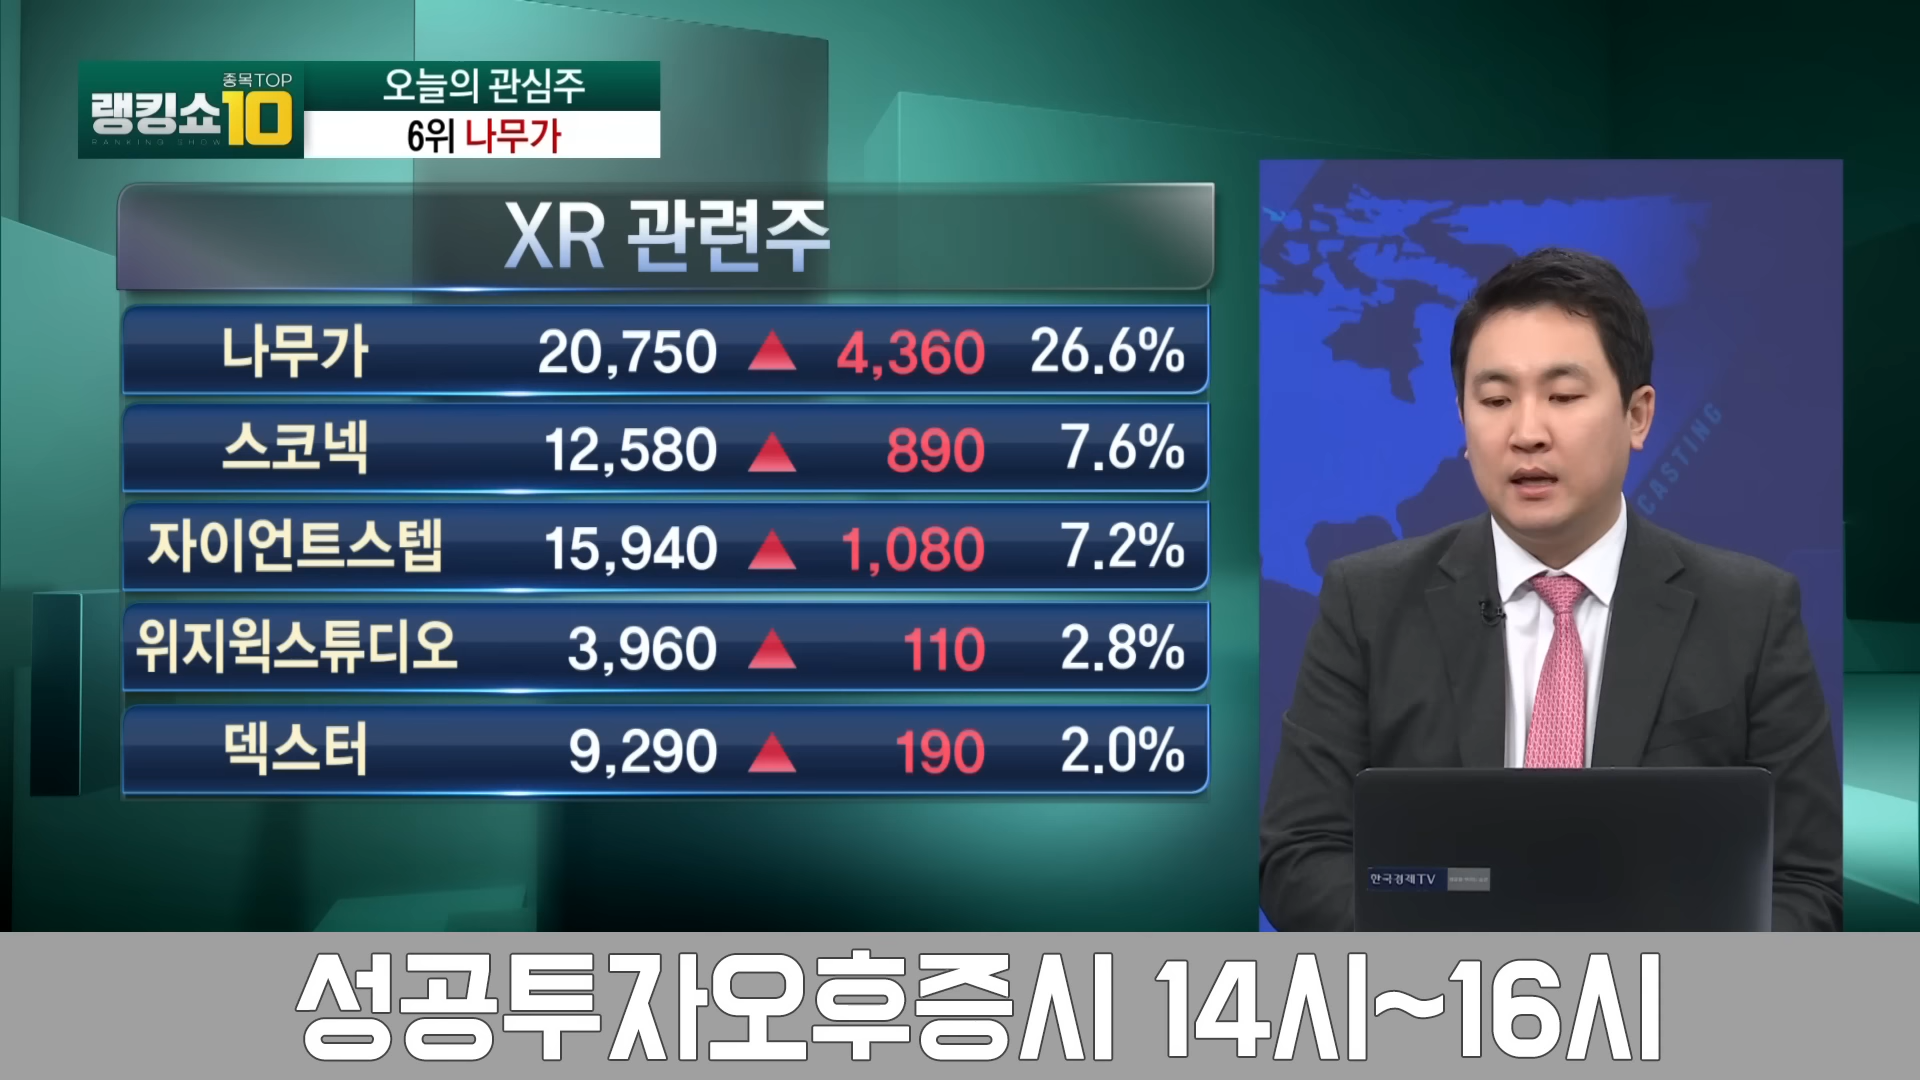 종목TOP
랭킹쇼10
RANKING SHOW
오늘의 관심주
6위 나무가
XR 관련주
나무가 20,750 ▲ 4,360 26.6%
스코넥 12,580 ▲ 890 7.6%
자이언트스텝 15,940 ▲ 1,080 7.2%
위지윅스튜디오 3,960 ▲ 110 2.8%
덱스터 9,290 ▲ 190 2.0%
CASTING
한국경제TV
성공투자오후증시 14시~16시